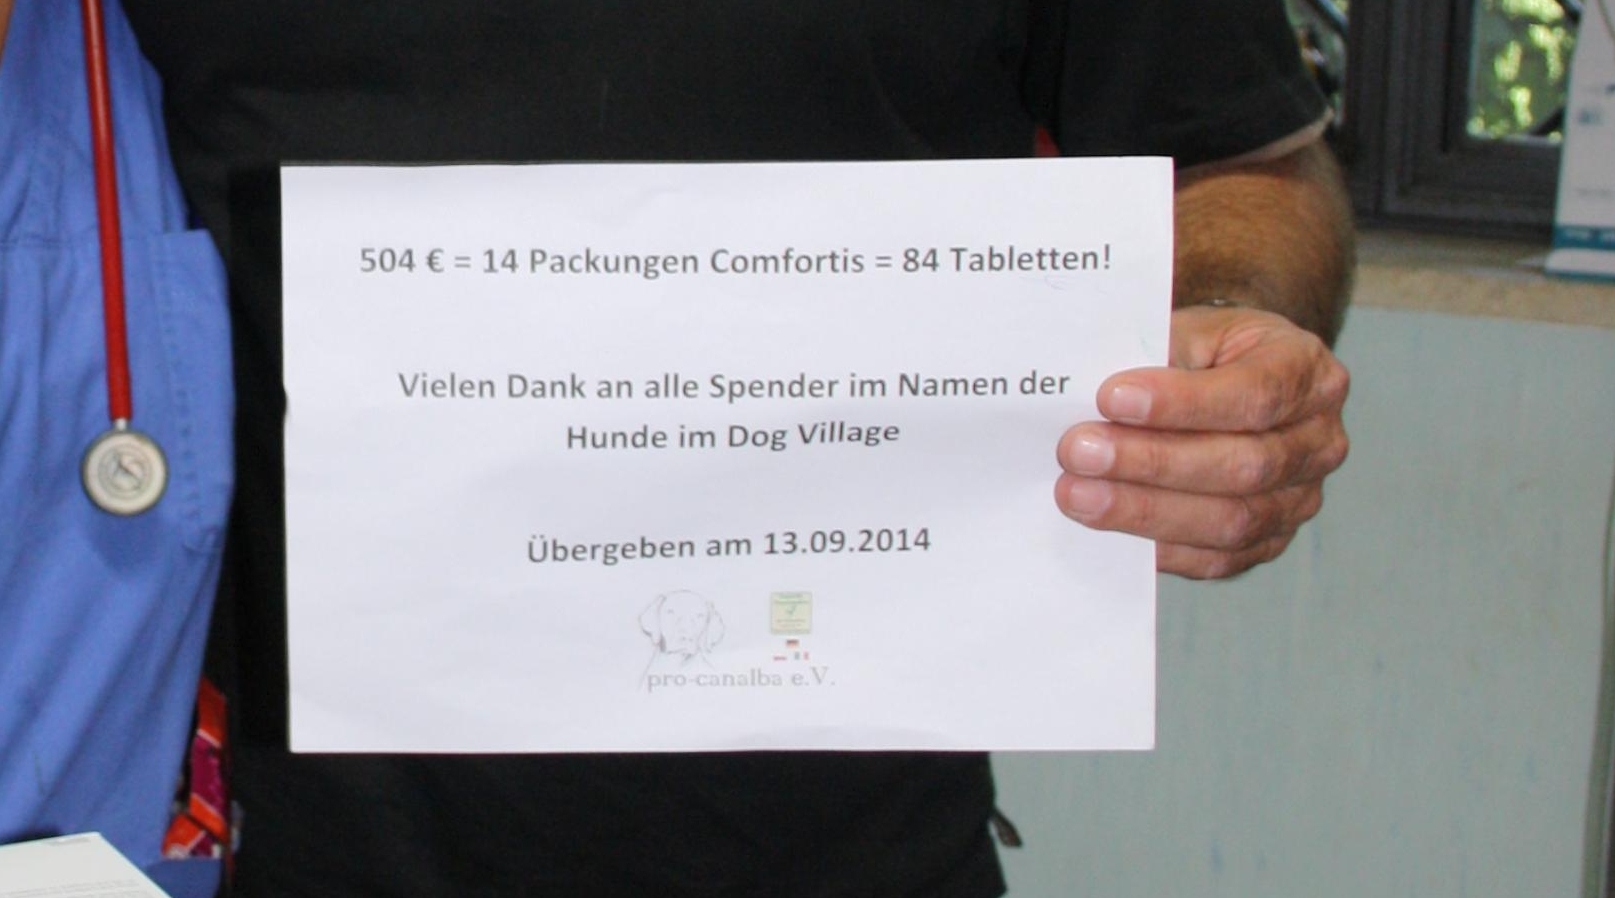 504 € = 14 Packungen Comfortis = 84 Tabletten!
Vielen Dank an alle Spender im Namen der
Hunde im Dog Village
Übergeben am 13.09.2014
pro-canalba e.V.